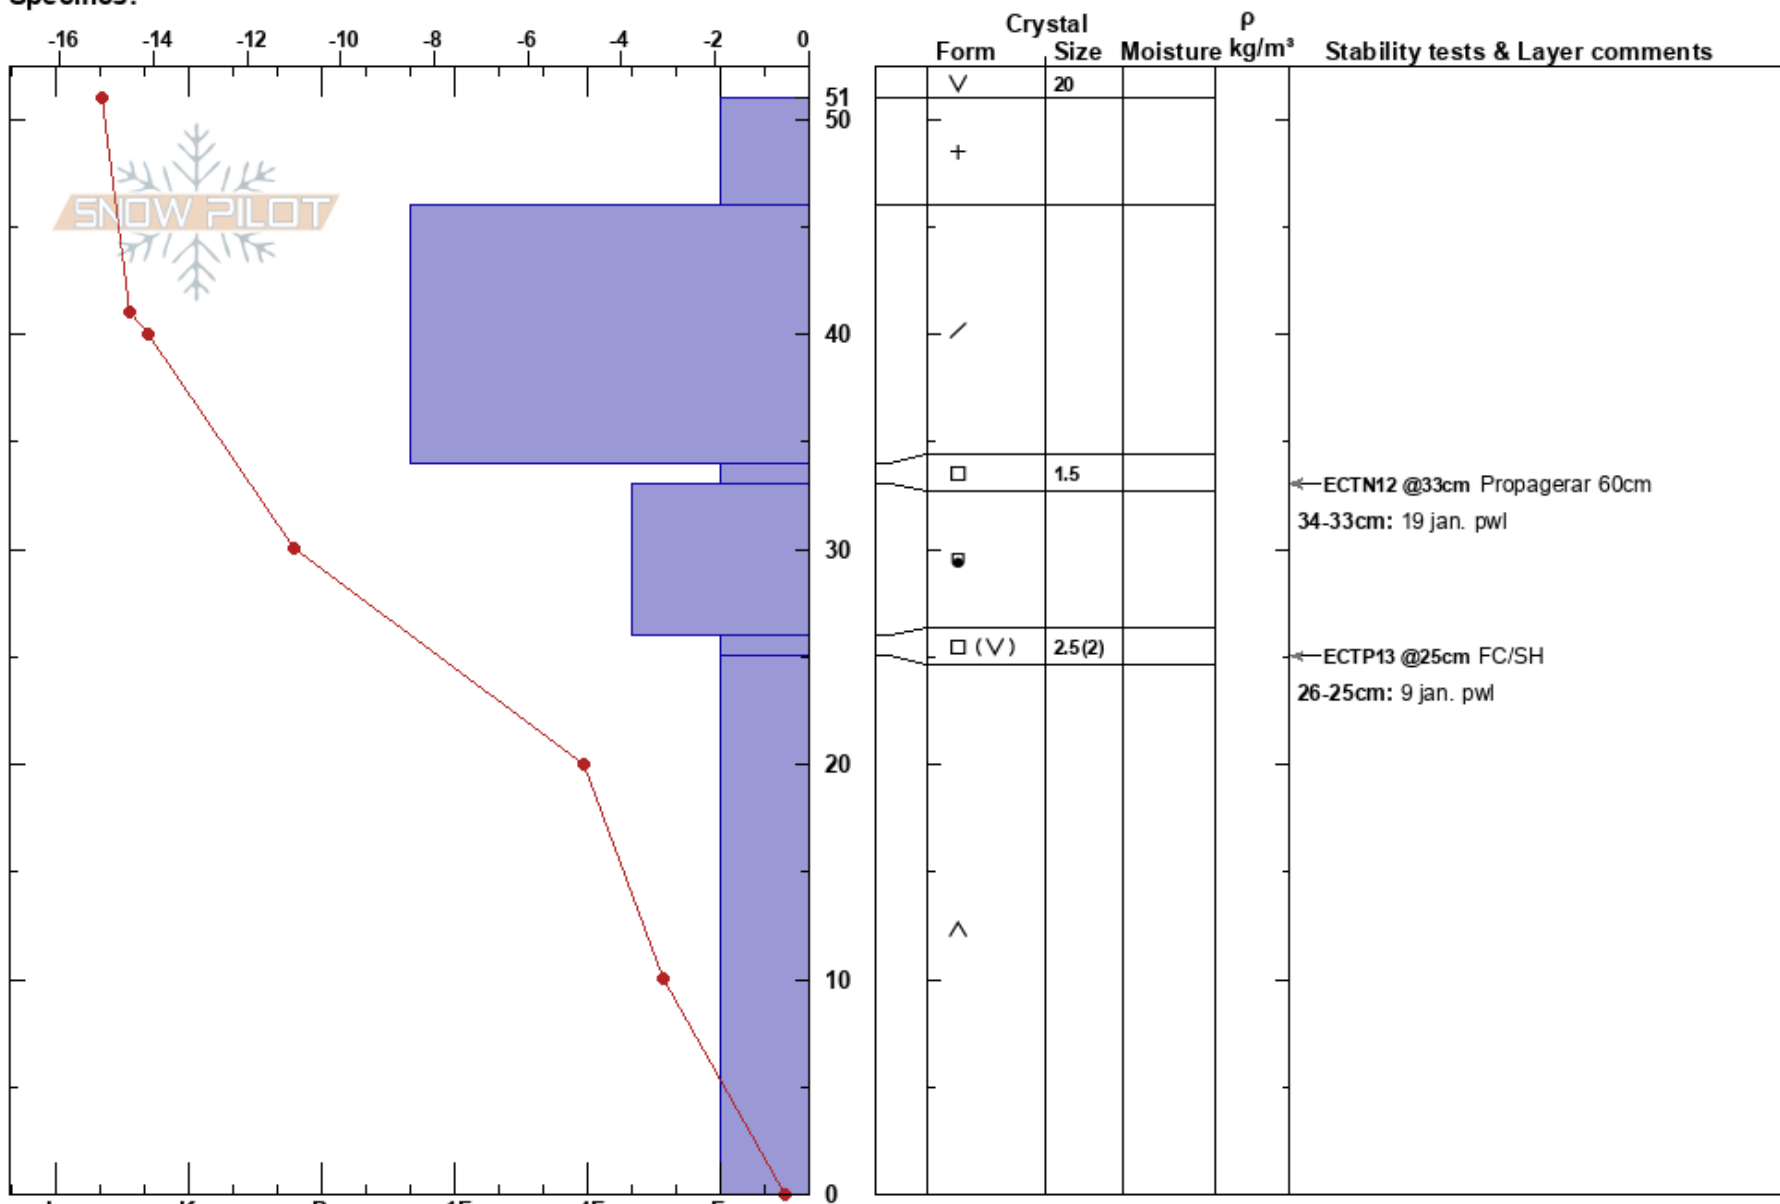 -16 -14 -12 -10 -8 -6 -4 -2 0
Crystal ρ
Form Size Moisture kg/m³ Stability tests & Layer comments
20
51
50
SNOW PILOT
40
1.5
ECTN12 @33cm Propagerar 60cm
34-33cm: 19 jan. pwl
30
2.5(2)
ECTP13 @25cm FC/SH
26-25cm: 9 jan. pwl
20
10
0